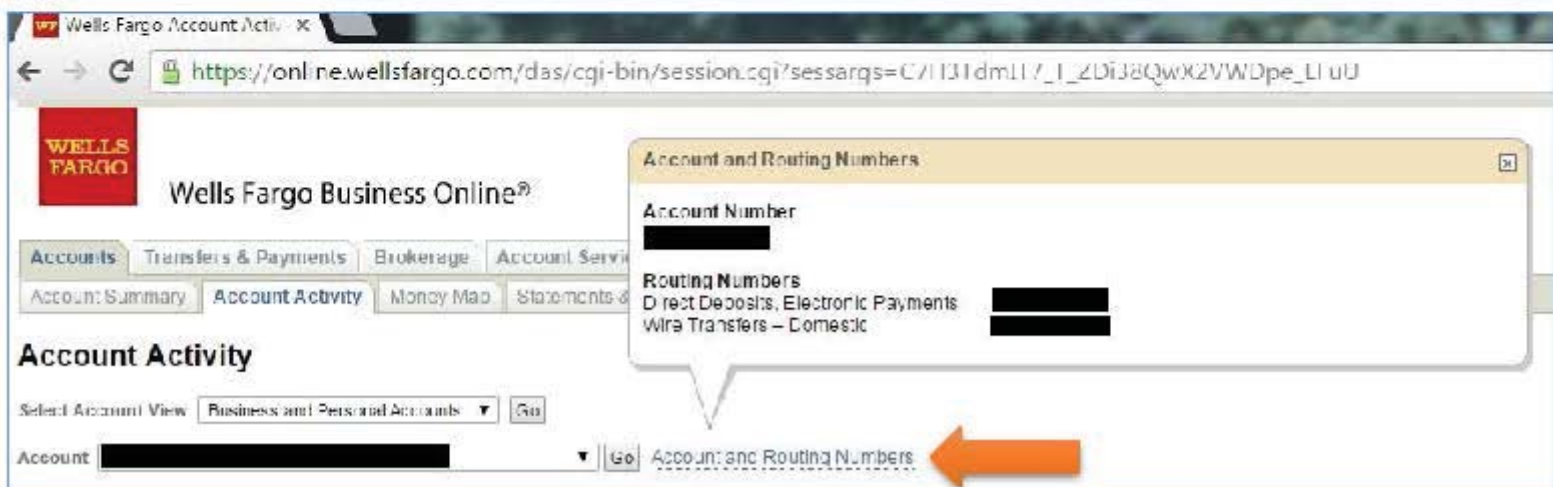 Wells Fargo Account Activ
https://online.wellsfargo.com/das/cgi-bin/session.cgi?sessargs=
WELLS
FARGO
Wells Fargo Business Online®
Accounts
Transfers & Payments
Brokerage
Account Servi
Account Summary
Account Activity
Money Map
Statements &
Account and Routing Numbers
Account Number
Routing Numbers
Direct Deposits, Electronic Payments
Wire Transfers – Domestic
Account Activity
Select Account View Business and Personal Accounts Go
Account Go Account and Routing Numbers